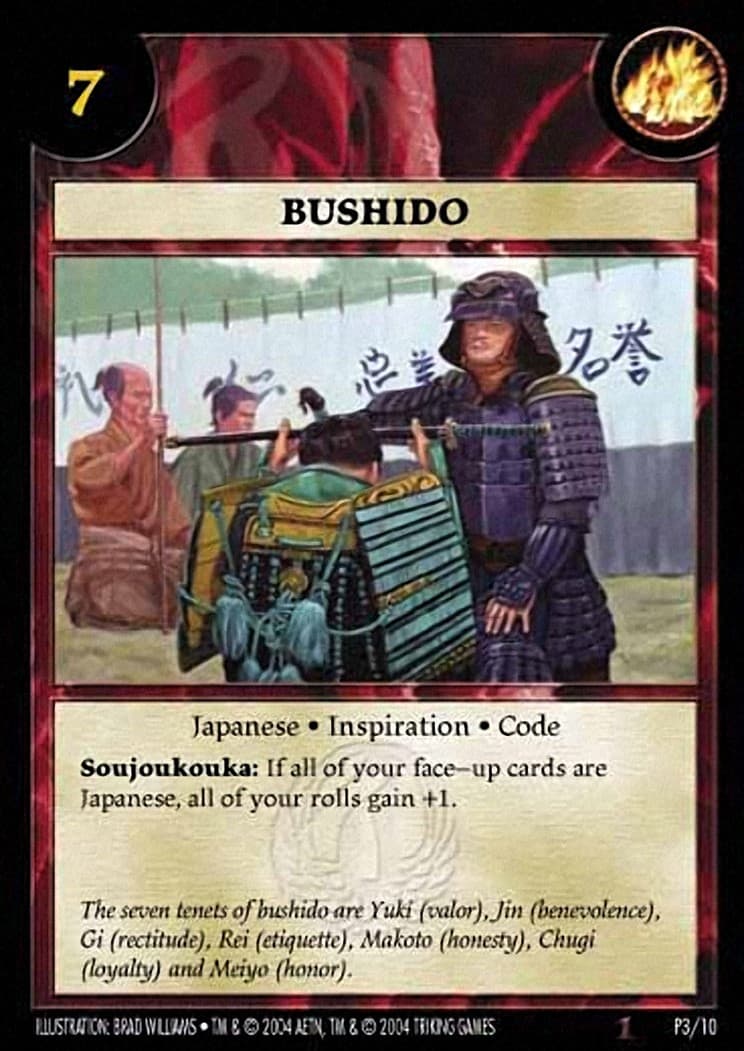 7
BUSHIDO
名誉
Japanese • Inspiration • Code
Soujoukouka: If all of your face-up cards are
Japanese, all of your rolls gain +1.
The seven tenets of bushido are Yuki (valor), Jin (benevolence),
Gi (rectitude), Rei (etiquette), Makoto (honesty), Chugi
(loyalty) and Meiyo (honor).
ILLUSTRATION: BRAD WILLIAMS • TM & © 2004 AETN, TM & © 2004 TRIKING GAMES
1
P3/10